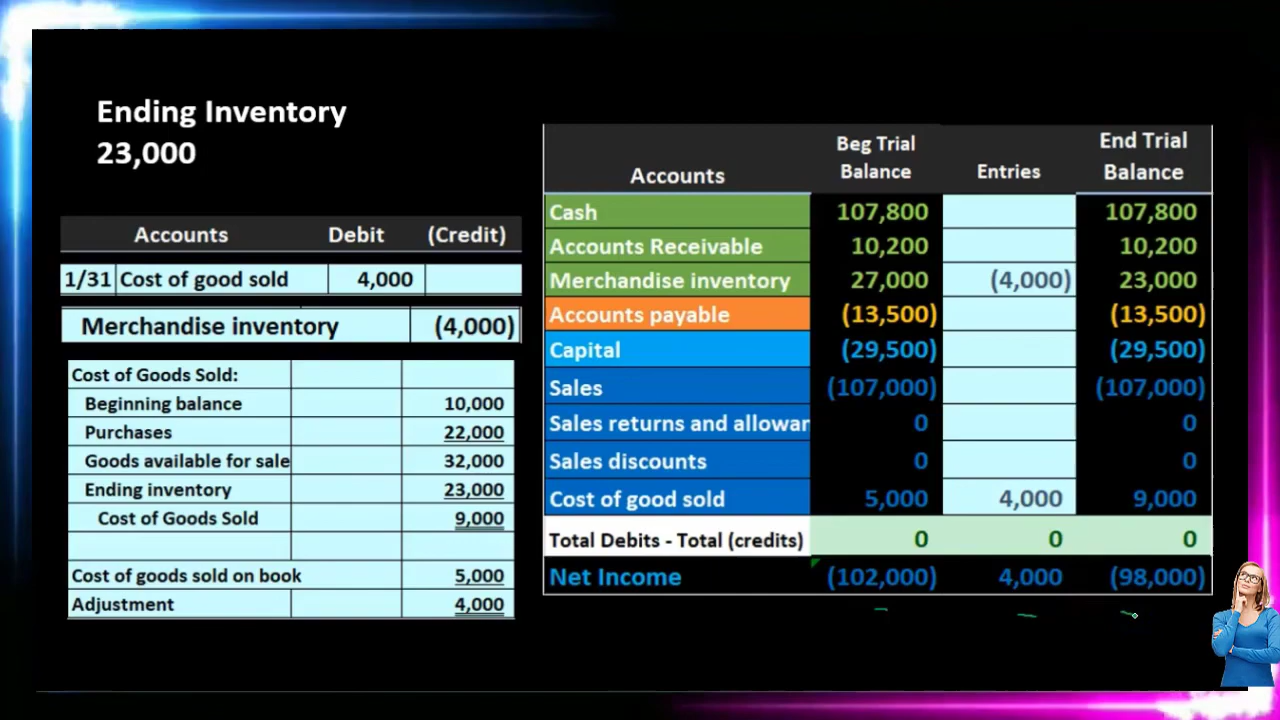 Ending Inventory
23,000
Accounts Debit (Credit)
1/31 Cost of good sold 4,000
Merchandise inventory (4,000)
Cost of Goods Sold:
Beginning balance 10,000
Purchases 22,000
Goods available for sale 32,000
Ending inventory 23,000
Cost of Goods Sold 9,000
Cost of goods sold on book 5,000
Adjustment 4,000
Accounts Beg Trial Balance Entries End Trial Balance
Cash 107,800 107,800
Accounts Receivable 10,200 10,200
Merchandise inventory 27,000 (4,000) 23,000
Accounts payable (13,500) (13,500)
Capital (29,500) (29,500)
Sales (107,000) (107,000)
Sales returns and allowar 0 0
Sales discounts 0 0
Cost of good sold 5,000 4,000 9,000
Total Debits - Total (credits) 0 0 0
Net Income (102,000) 4,000 (98,000)